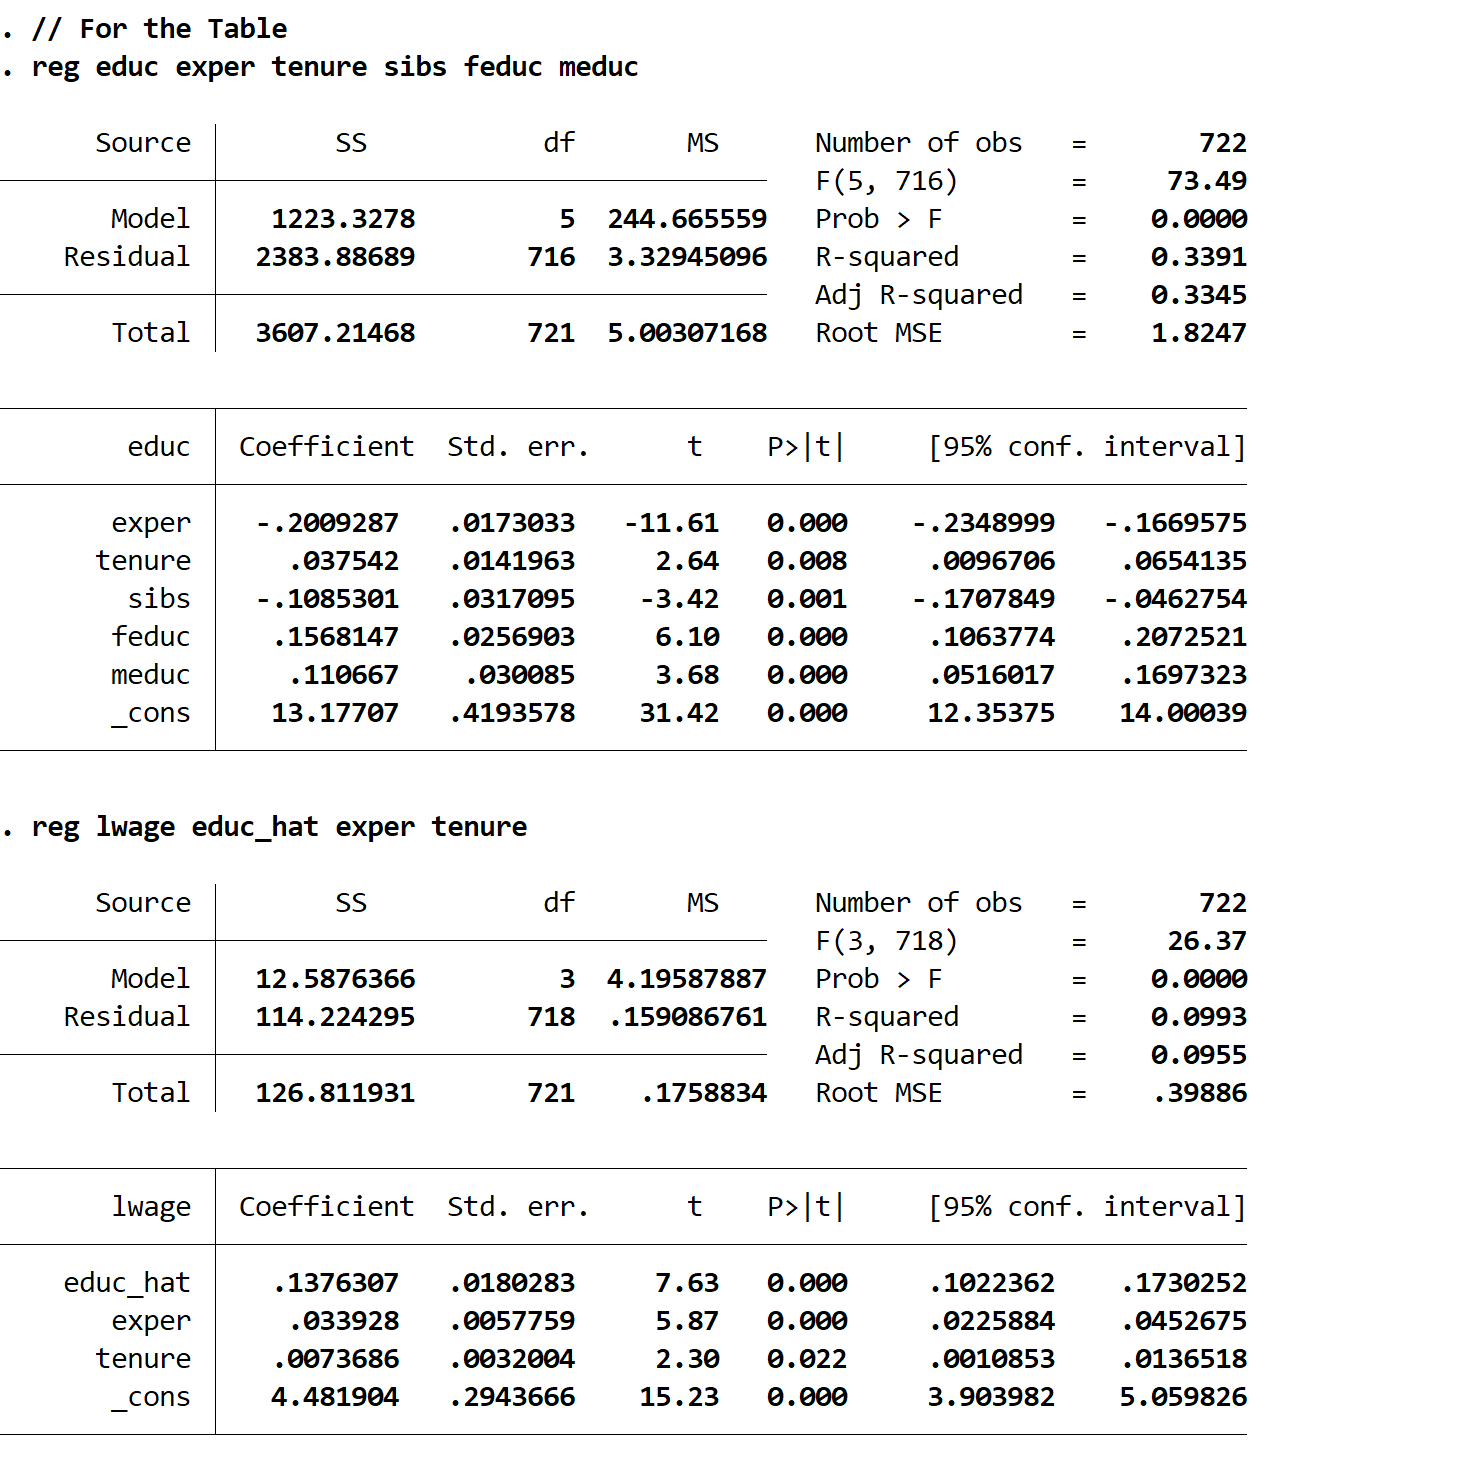 . // For the Table
. reg educ exper tenure sibs feduc meduc
Source SS df MS Number of obs = 722
F(5, 716) = 73.49
Model 1223.3278 5 244.665559 Prob > F = 0.0000
Residual 2383.88689 716 3.32945096 R-squared = 0.3391
Adj R-squared = 0.3345
Total 3607.21468 721 5.00307168 Root MSE = 1.8247
educ Coefficient Std. err. t P>|t| [95% conf. interval]
exper -.2009287 .0173033 -11.61 0.000 -.2348999 -.1669575
tenure .037542 .0141963 2.64 0.008 .0096706 .0654135
sibs -.1085301 .0317095 -3.42 0.001 -.1707849 -.0462754
feduc .1568147 .0256903 6.10 0.000 .1063774 .2072521
meduc .110667 .030085 3.68 0.000 .0516017 .1697323
_cons 13.17707 .4193578 31.42 0.000 12.35375 14.00039
. reg lwage educ_hat exper tenure
Source SS df MS Number of obs = 722
F(3, 718) = 26.37
Model 12.5876366 3 4.19587887 Prob > F = 0.0000
Residual 114.224295 718 .159086761 R-squared = 0.0993
Adj R-squared = 0.0955
Total 126.811931 721 .1758834 Root MSE = .39886
lwage Coefficient Std. err. t P>|t| [95% conf. interval]
educ_hat .1376307 .0180283 7.63 0.000 .1022362 .1730252
exper .033928 .0057759 5.87 0.000 .0225884 .0452675
tenure .0073686 .0032004 2.30 0.022 .0010853 .0136518
_cons 4.481904 .2943666 15.23 0.000 3.903982 5.059826